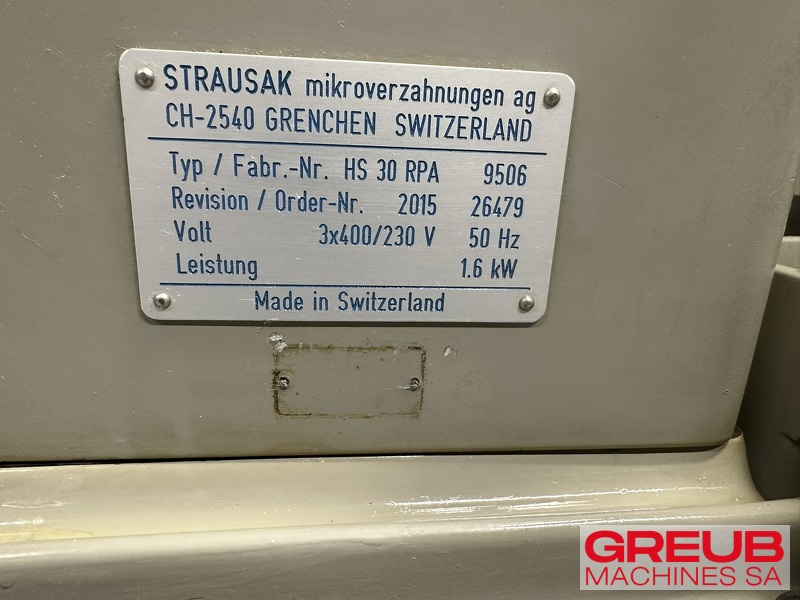 STRAUSAK mikroverzahnungen ag
CH-2540 GRENCHEN SWITZERLAND
Typ / Fabr.-Nr. HS 30 RPA 9506
Revision / Order-Nr. 2015 26479
Volt 3x400/230 V 50 Hz
Leistung 1.6 kW
Made in Switzerland
GREUB
MACHINES SA